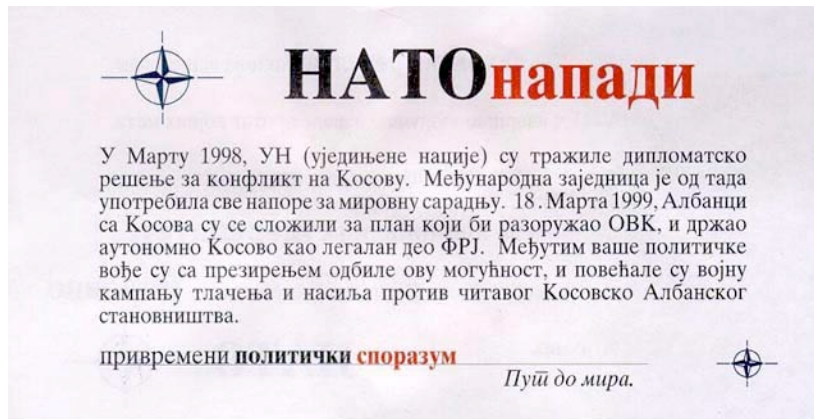 НАТОнапади
У Марту 1998, УН (уједињене нације) су тражиле дипломатско
решење за конфликт на Косову. Међународна заједница је од тада
употребила све напоре за мировну сарадњу. 18 . Марта 1999, Албанци
са Косова су се сложили за план који би разоружао ОВК, и држао
аутономно Косово као легалан део ФРЈ. Међутим ваше политичке
вође су са презирењем одбиле ову могућност, и повећале су војну
кампању тлачења и насиља против читавог Косовско Албанског
становништва.
привремени политички споразум
Пут до мира.